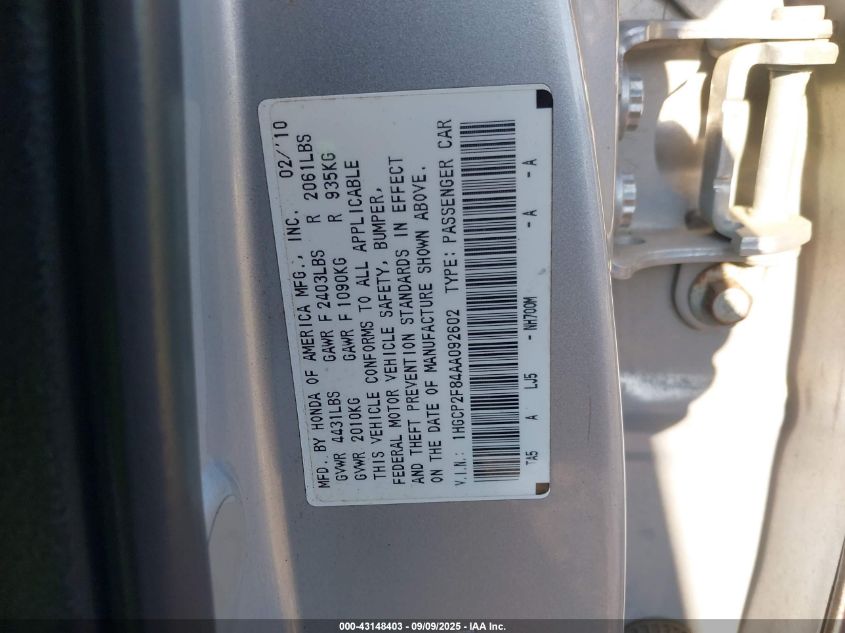 MFD. BY HONDA OF AMERICA MFG., INC. 02/'10
GVWR 4431LBS GAWR F 2403LBS R 2061LBS
GVWR 2010KG GAWR F 1090KG R 935KG
THIS VEHICLE CONFORMS TO ALL APPLICABLE
FEDERAL MOTOR VEHICLE SAFETY, BUMPER,
AND THEFT PREVENTION STANDARDS IN EFFECT
ON THE DATE OF MANUFACTURE SHOWN ABOVE.
V.I.N.: 1HGCP2F84AA092602 TYPE: PASSENGER CAR
TA5 A LJ5 - NH700M - A - A
000-43148403 - 09/09/2025 - IAA Inc.